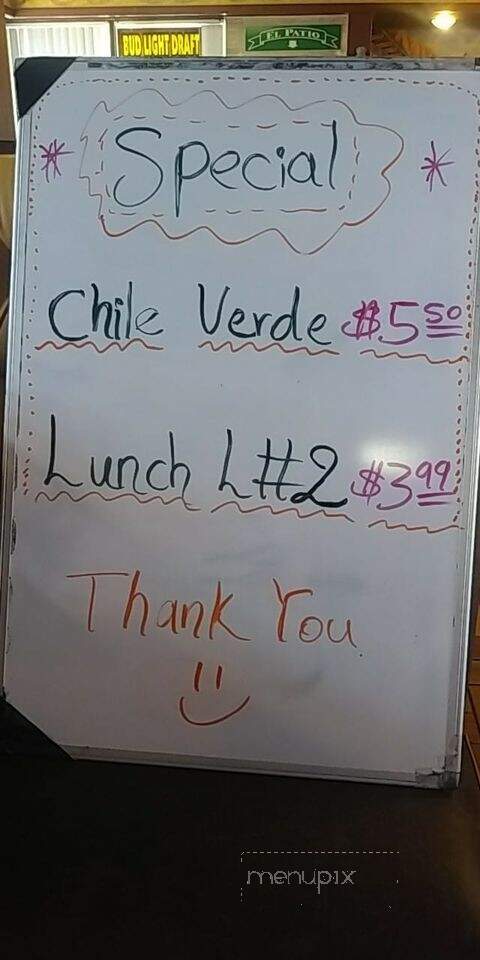 BUD LIGHT DRAFT
EL PATIO
* Special *
Chile Verde $5 50
Lunch L#2 $3 99
Thank You
menupix